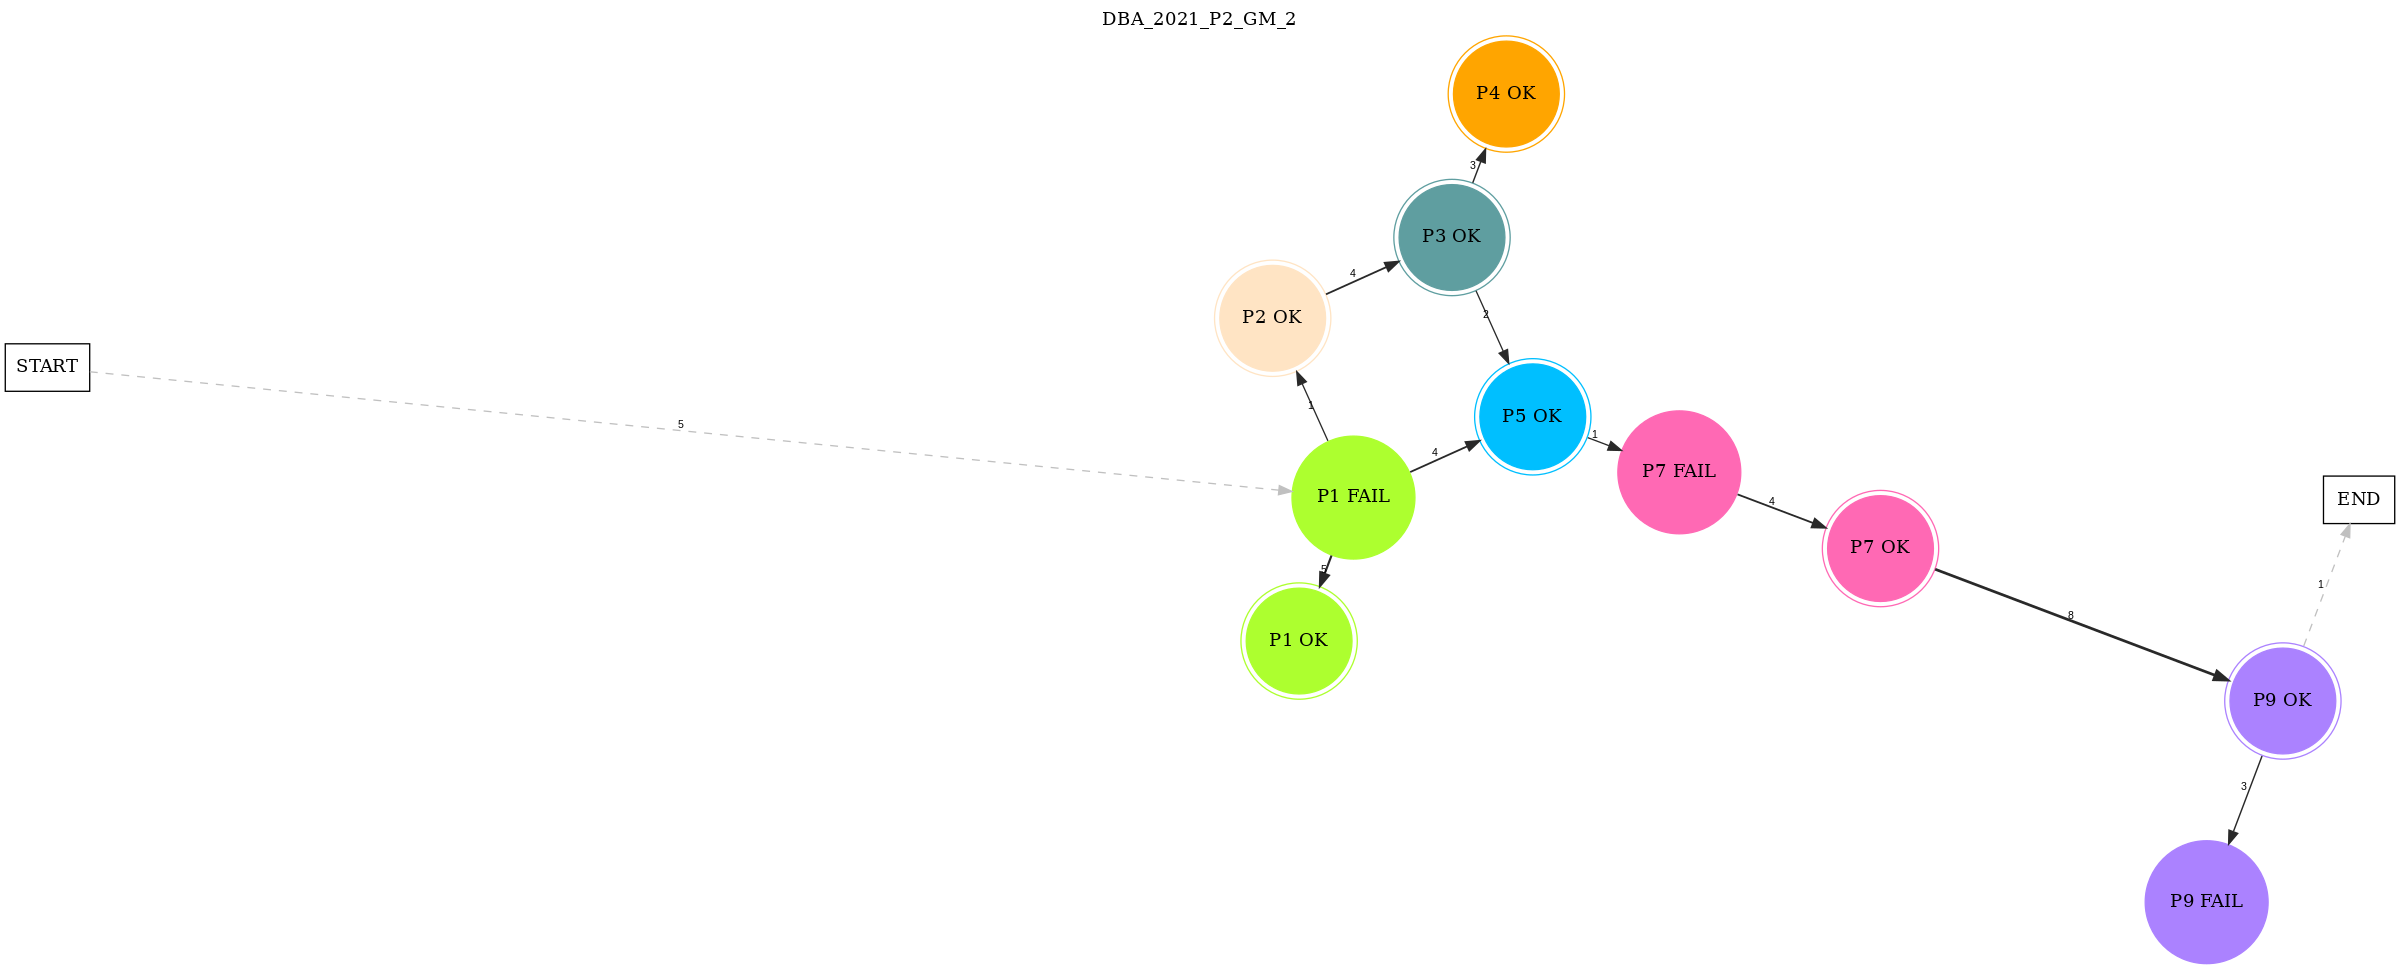 DBA_2021_P2_GM_2
P4 OK
3
P3 OK
4
P2 OK
2
START
5
1
P5 OK
1
4
P7 FAIL
P1 FAIL
4
END
P7 OK
5
1
8
P1 OK
P9 OK
3
P9 FAIL